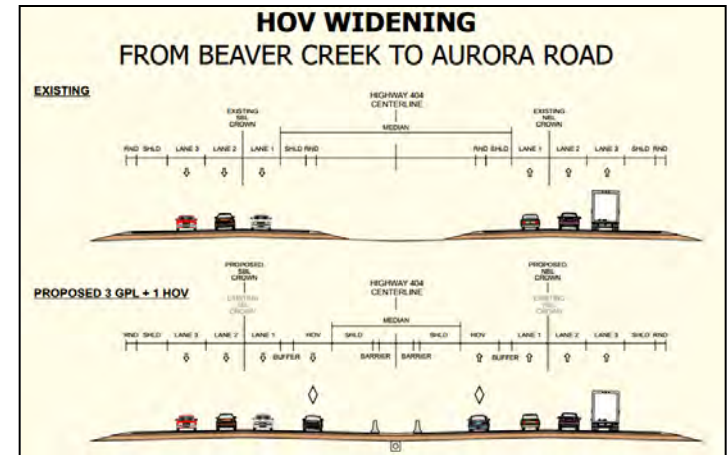 HOV WIDENING
FROM BEAVER CREEK TO AURORA ROAD
EXISTING
HIGHWAY 404
CENTERLINE
EXISTING
SBL
CROWN
MEDIAN
EXISTING
NBL
CROWN
RND SHLD LANE 3 LANE 2 LANE 1 SHLD RND RND SHLD LANE 1 LANE 2 LANE 3 SHLD RND
PROPOSED 3 GPL + 1 HOV
PROPOSED
SBL
CROWN
EXISTING
SBL
CROWN
HIGHWAY 404
CENTERLINE
MEDIAN
PROPOSED
NBL
CROWN
EXISTING
NBL
CROWN
RND SHLD LANE 3 LANE 2 LANE 1 BUFFER HOV SHLD BARRIER BARRIER SHLD HOV BUFFER LANE 1 LANE 2 LANE 3 SHLD RND